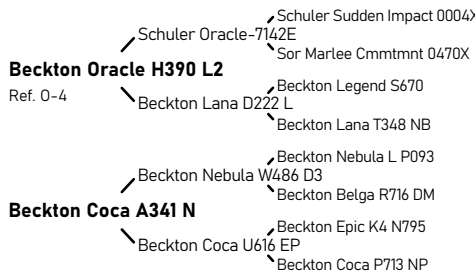 Schuler Sudden Impact 0004X
Schuler Oracle-7142E
Sor Marlee Cmmtmnt 0470X
Beckton Oracle H390 L2
Ref. O-4
Beckton Legend S670
Beckton Lana D222 L
Beckton Lana T348 NB
Beckton Nebula L P093
Beckton Nebula W486 D3
Beckton Belga R716 DM
Beckton Coca A341 N
Beckton Epic K4 N795
Beckton Coca U616 EP
Beckton Coca P713 NP